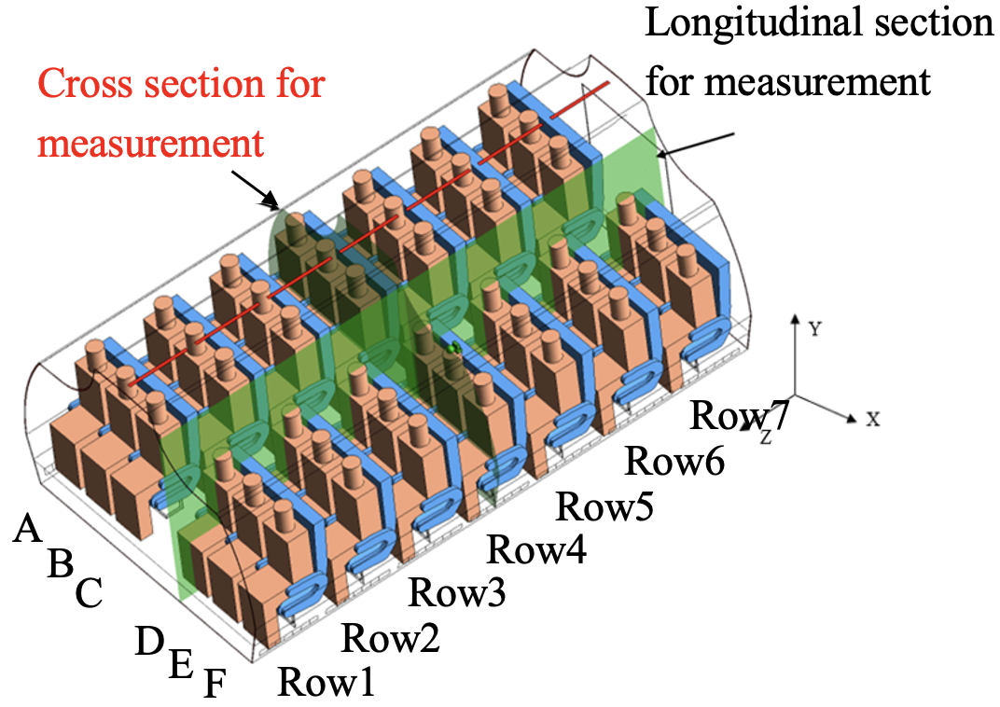 Longitudinal section
for measurement
Cross section for
measurement
Y
X
Z
Row7
Row6
Row5
Row4
Row3
Row2
Row1
A
B
C
D
E
F